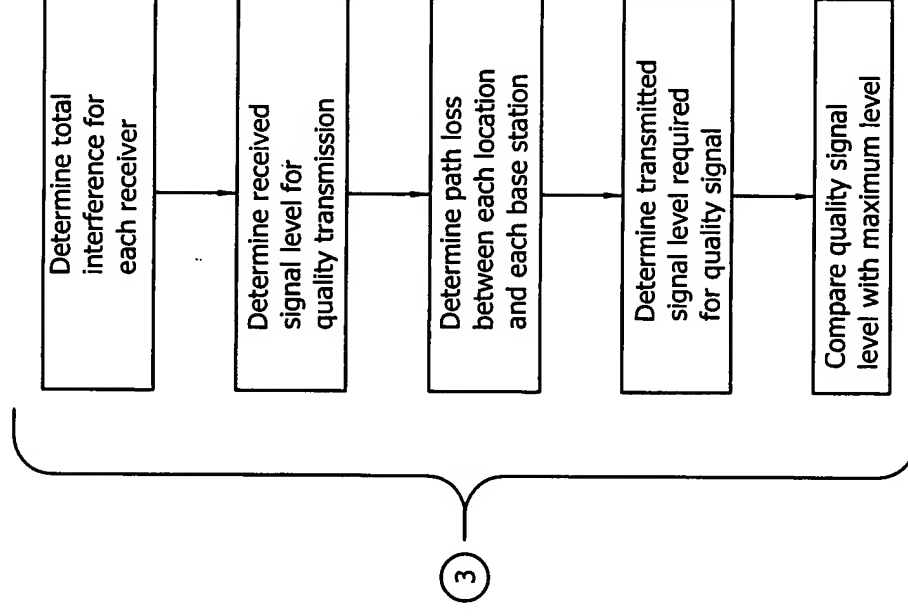 Determine total
interference for
each receiver
Determine received
signal level for
quality transmission
Determine path loss
between each location
and each base station
Determine transmitted
signal level required
for quality signal
Compare quality signal
level with maximum level
3